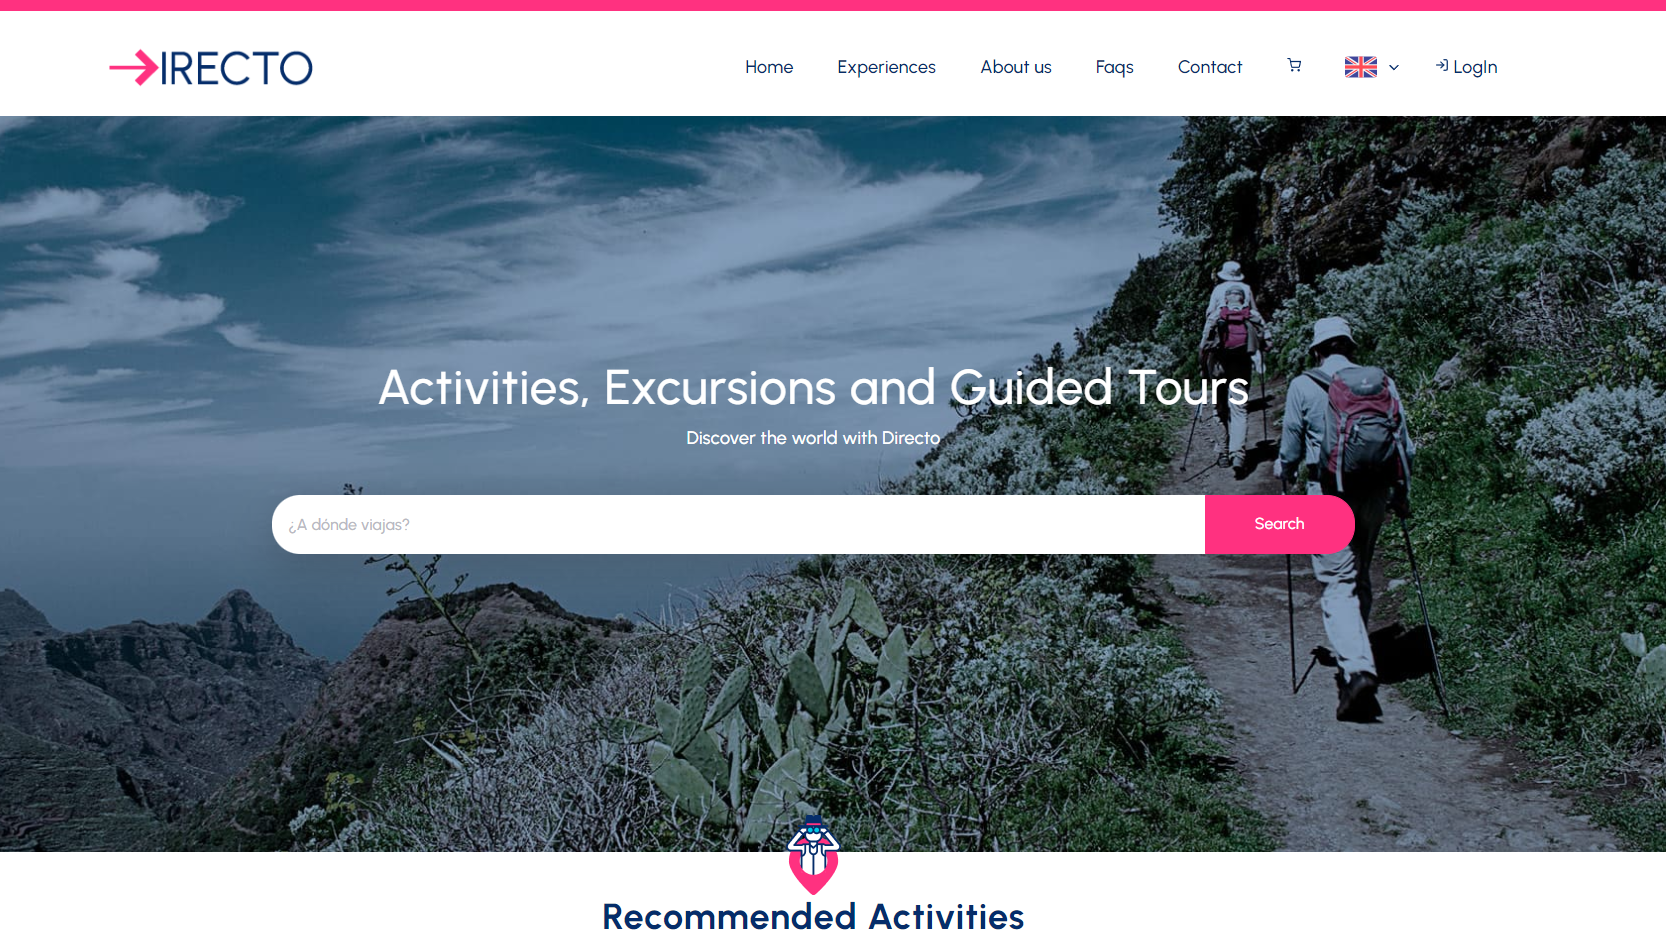 IRECTO
Home Experiences About us Faqs Contact LogIn
Activities, Excursions and Guided Tours
Discover the world with Directo
¿A dónde viajas?
Search
Recommended Activities